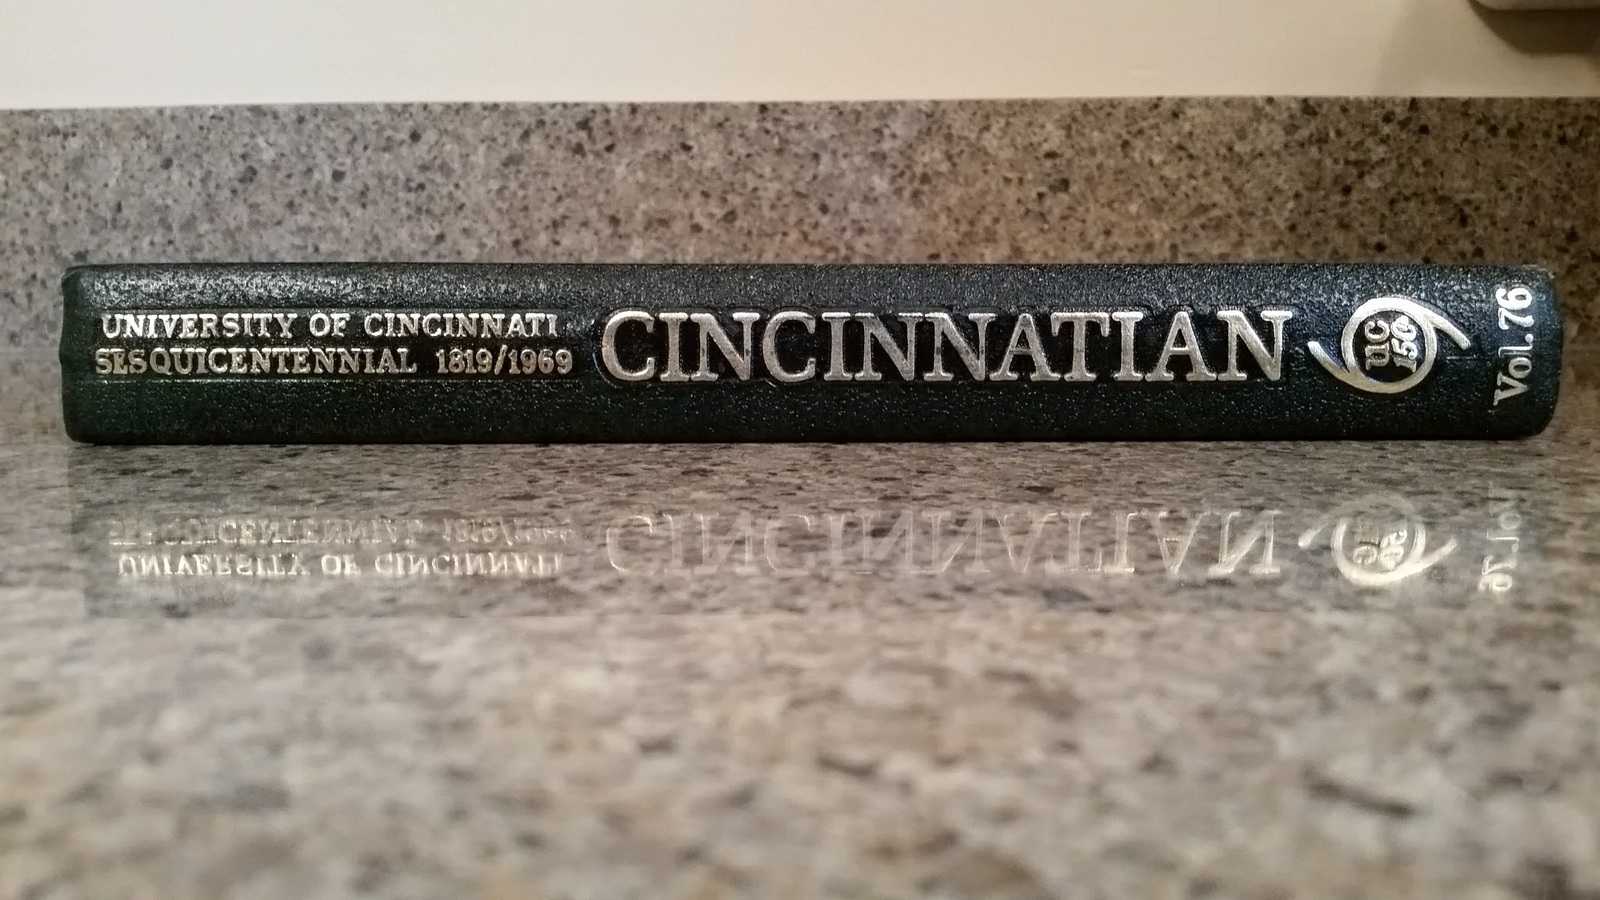 UNIVERSITY OF CINCINNATI
SESQUICENTENNIAL 1819/1969
CINCINNATIAN
UC
150
Vol. 76